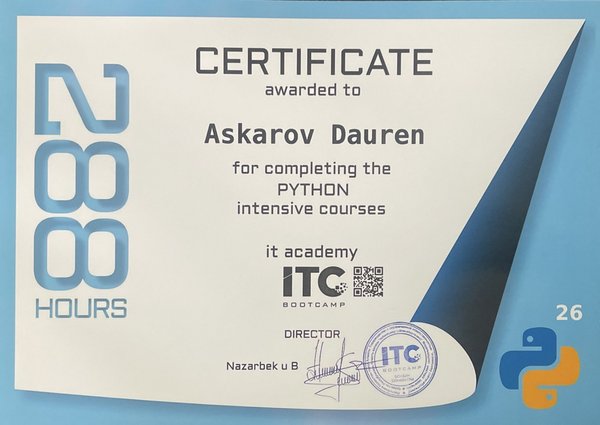 CERTIFICATE
awarded to
Askarov Dauren
for completing the
PYTHON
intensive courses
it academy
ITC
BOOTCAMP
288
HOURS
DIRECTOR
Nazarbek u B
ITC
BOOTCAMP
26